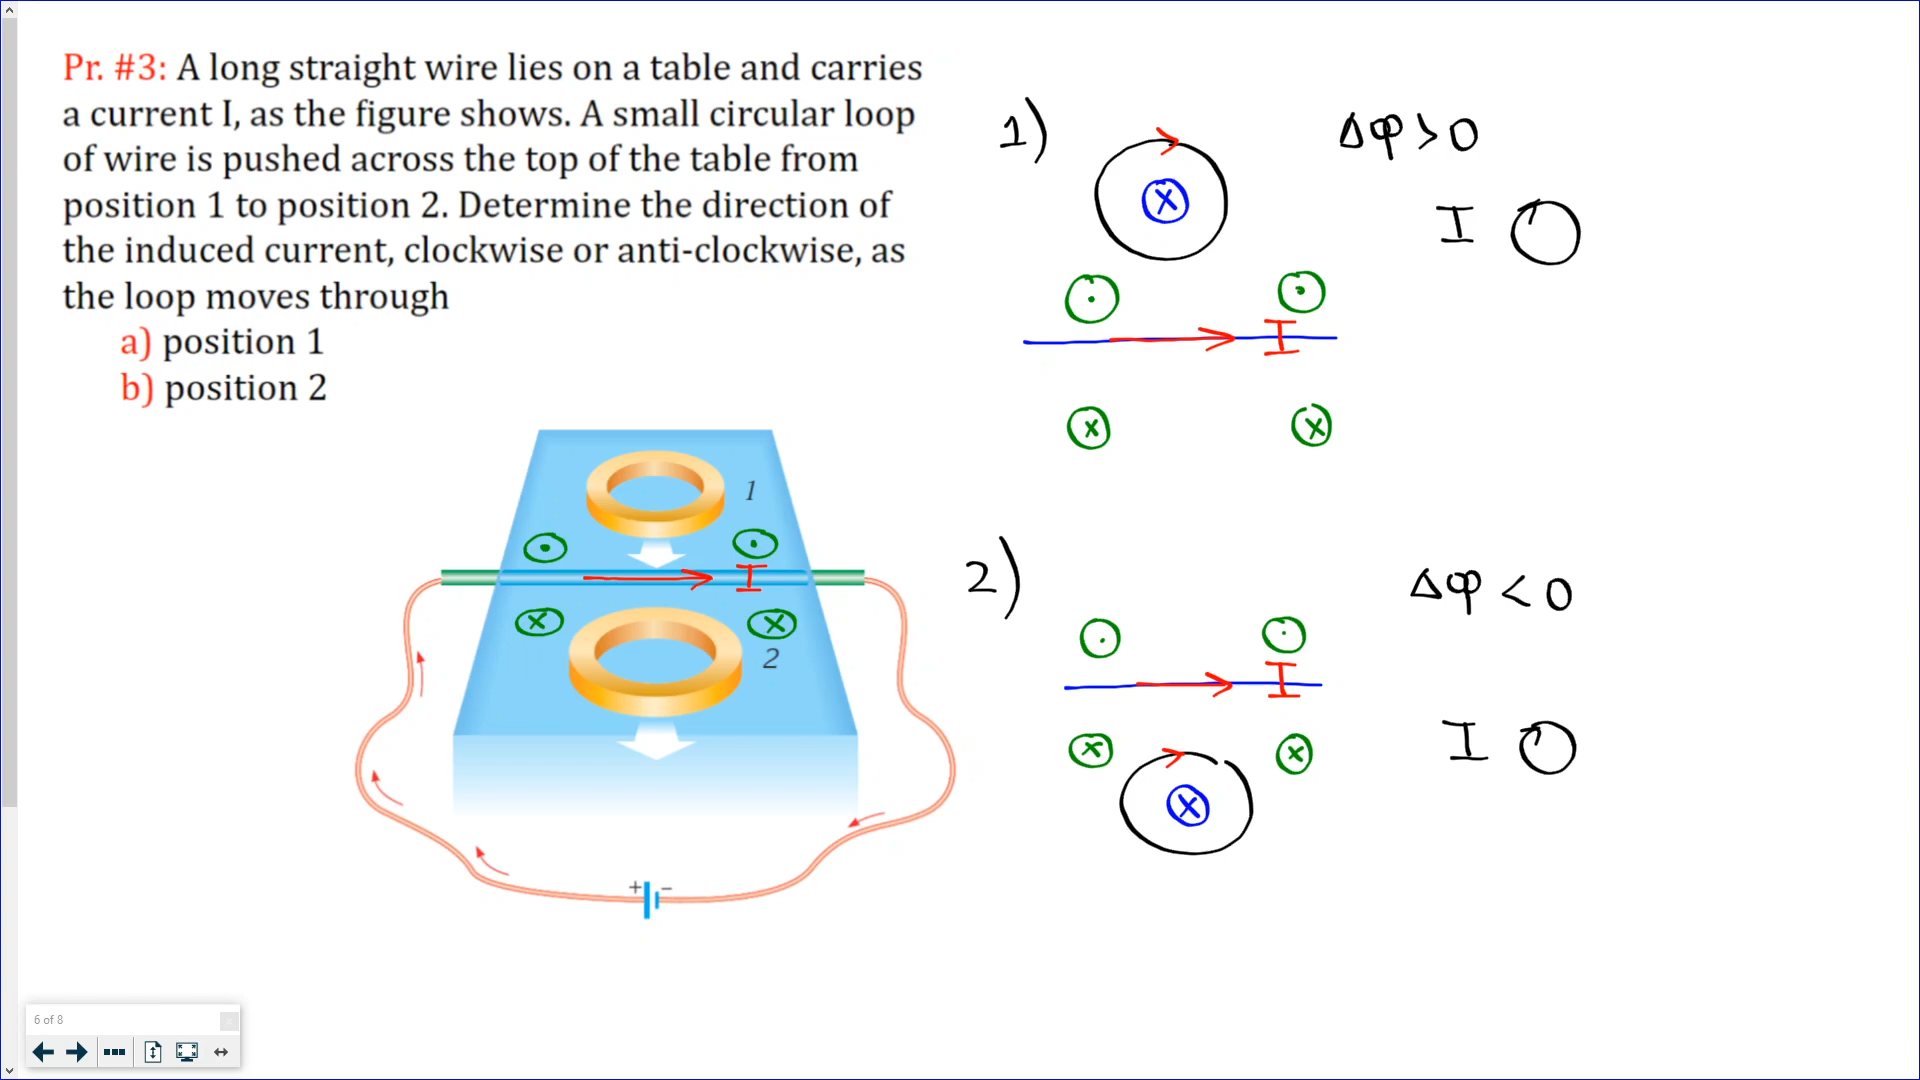 Pr. #3: A long straight wire lies on a table and carries
a current I, as the figure shows. A small circular loop
of wire is pushed across the top of the table from
position 1 to position 2. Determine the direction of
the induced current, clockwise or anti-clockwise, as
the loop moves through
a) position 1
b) position 2
1
I
2
+ −
1)
Δφ > 0
I
I
2)
Δφ < 0
I
I
6 of 8